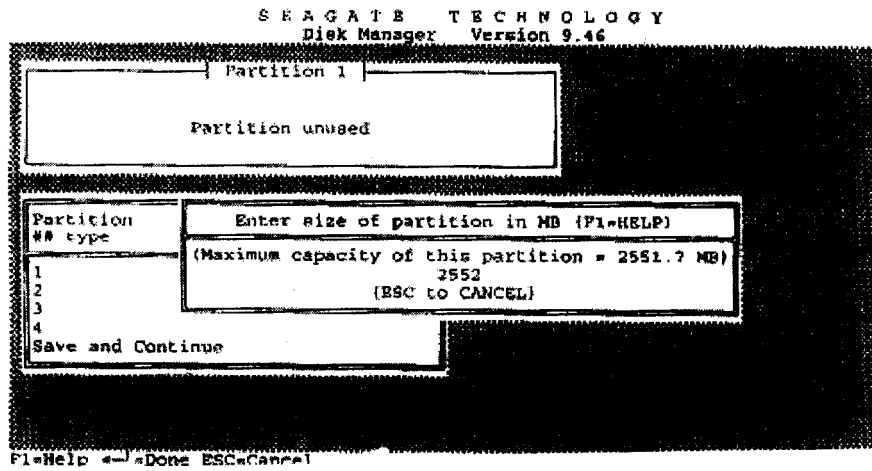 SEAGATE TECHNOLOGY
Disk Manager Version 9.46
Partition 1
Partition unused
Partition
## type
Enter size of partition in MB (F1=HELP)
(Maximum capacity of this partition = 2551.7 MB)
2552
(ESC to CANCEL)
1
2
3
4
Save and Continue
F1=Help ←┘=Done ESC=Cancel